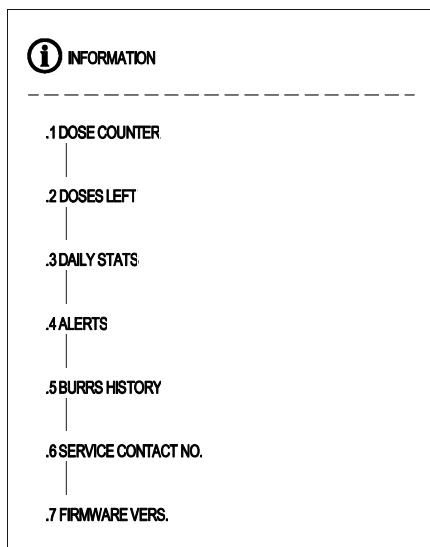 INFORMATION
.1 DOSE COUNTER
.2 DOSES LEFT
.3 DAILY STATS
.4 ALERTS
.5 BURRS HISTORY
.6 SERVICE CONTACT NO.
.7 FIRMWARE VERS.